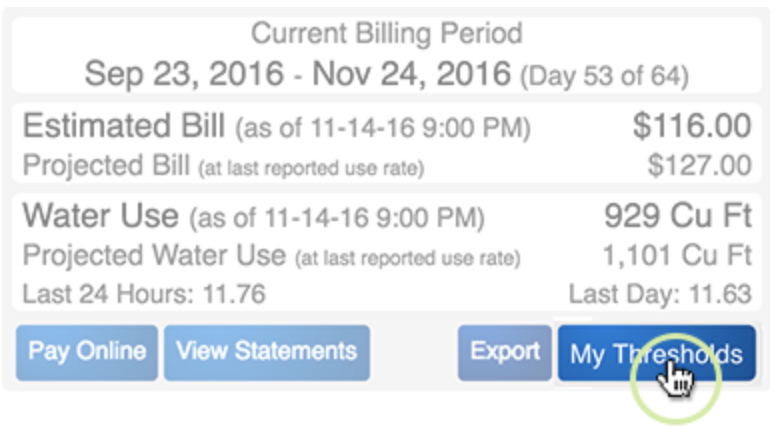 Current Billing Period
Sep 23, 2016 - Nov 24, 2016 (Day 53 of 64)
Estimated Bill (as of 11-14-16 9:00 PM) $116.00
Projected Bill (at last reported use rate) $127.00
Water Use (as of 11-14-16 9:00 PM) 929 Cu Ft
Projected Water Use (at last reported use rate) 1,101 Cu Ft
Last 24 Hours: 11.76 Last Day: 11.63
Pay Online View Statements Export My Thresholds